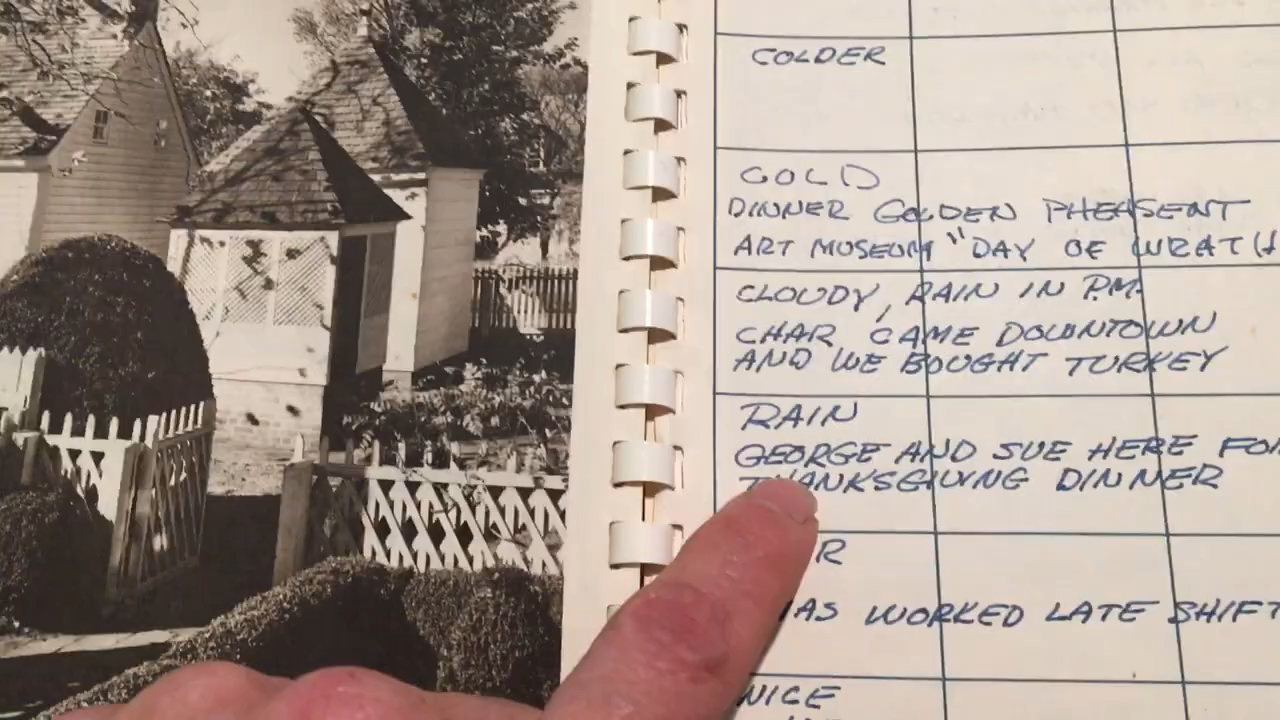 COLDER
COLD
DINNER GOLDEN PHEASENT
ART MUSEUM "DAY OF WRATH
CLOUDY, RAIN IN P.M.
CHAR CAME DOWNTOWN
AND WE BOUGHT TURKEY
RAIN
GEORGE AND SUE HERE FOR
THANKSGIVING DINNER
WORKED LATE SHIFT
NICE